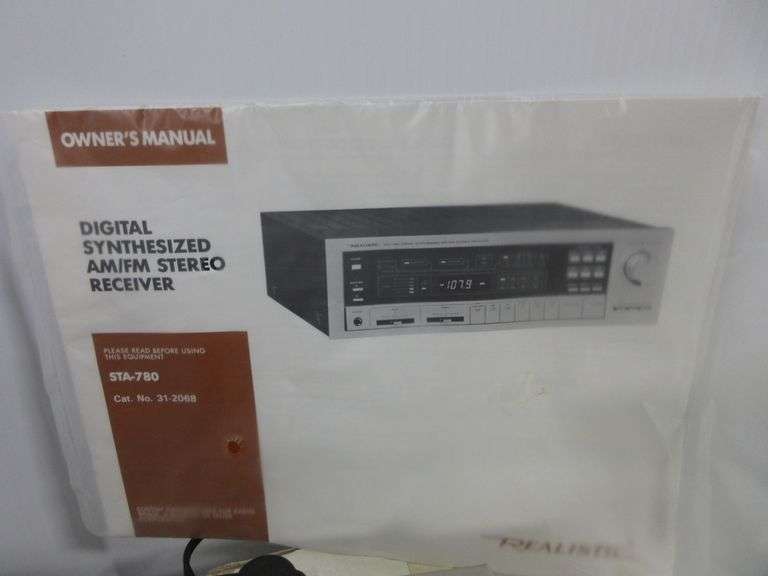 OWNER'S MANUAL
DIGITAL
SYNTHESIZED
AM/FM STEREO
RECEIVER
PLEASE READ BEFORE USING
THIS EQUIPMENT
STA-780
Cat. No. 31-2068
REALISTIC
107.9
REALISTIC